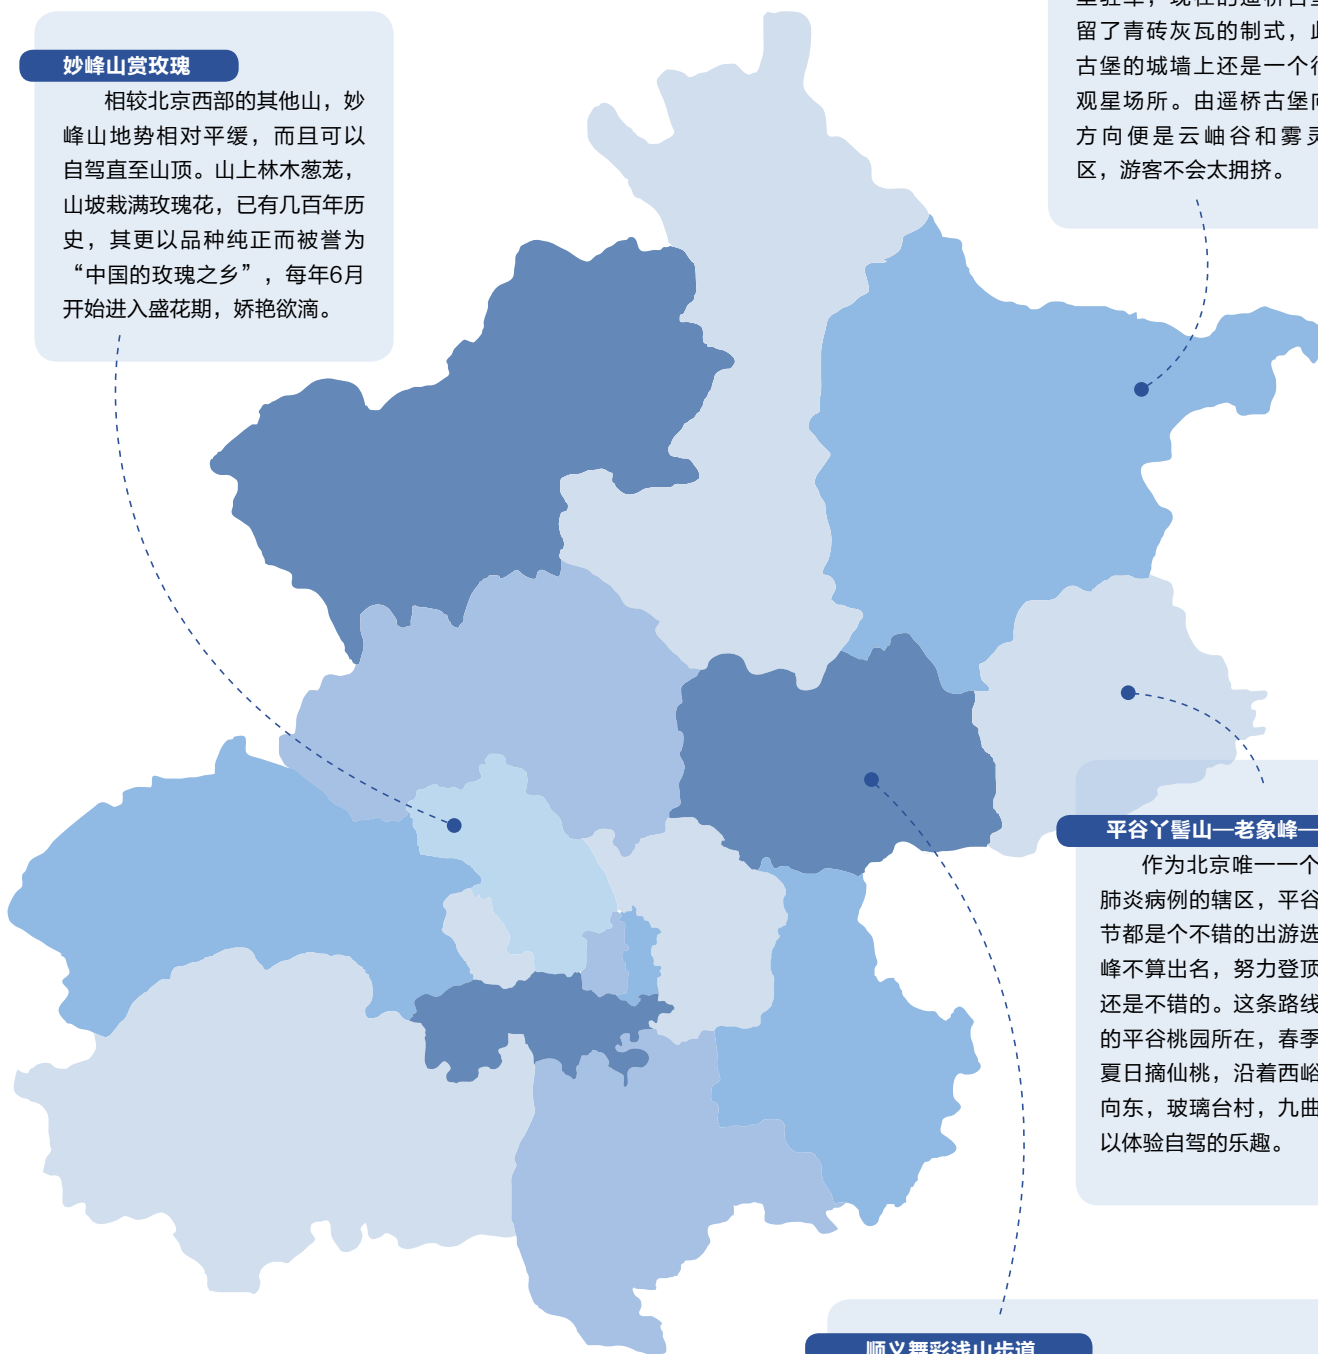 妙峰山赏玫瑰
相较北京西部的其他山，妙
峰山地势相对平缓，而且可以
自驾直至山顶。山上林木葱茏，
山坡栽满玫瑰花，已有几百年历
史，其更以品种纯正而被誉为
“中国的玫瑰之乡”，每年6月
开始进入盛花期，娇艳欲滴。
留了青砖灰瓦的制式，
古堡的城墙上还是一个
观星场所。由遥桥古堡
方向便是云岫谷和雾灵
区，游客不会太拥挤。
平谷丫髻山—老象峰—
作为北京唯一一个
肺炎病例的辖区，平谷
节都是个不错的出游选
峰不算出名，努力登顶
还是不错的。这条路线
的平谷桃园所在，春季
夏日摘仙桃，沿着西峪
向东，玻璃台村，九曲
以体验自驾的乐趣。
顺义舞彩浅山步道